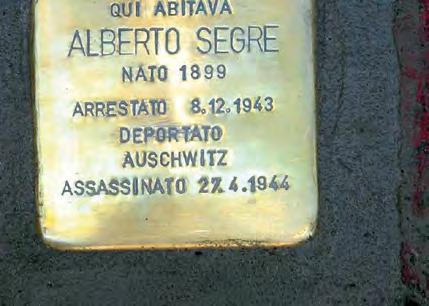 QUI ABITAVA
ALBERTO SEGRE
NATO 1899
ARRESTATO 8.12.1943
DEPORTATO
AUSCHWITZ
ASSASSINATO 27.4.1944